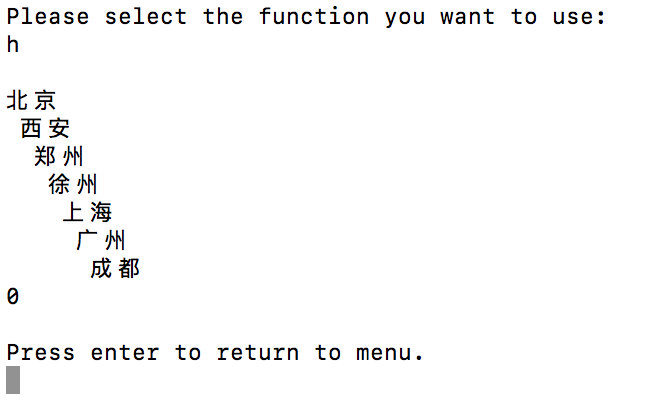 Please select the function you want to use:
h
北京
西安
郑州
徐州
上海
广州
成都
0
Press enter to return to menu.